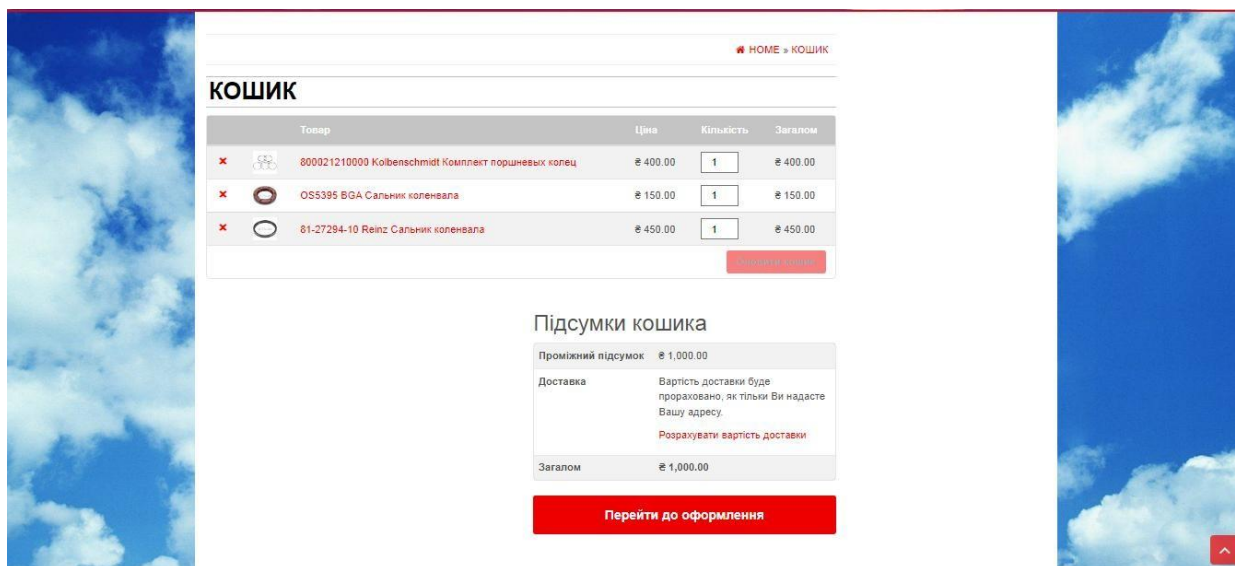 HOME » КОШИК
КОШИК
Товар Ціна Кількість Загалом
800021210000 Kolbenschmidt Комплект поршневых колец ₴ 400.00 1 ₴ 400.00
OS5395 BGA Сальник коленвала ₴ 150.00 1 ₴ 150.00
81-27294-10 Reinz Сальник коленвала ₴ 450.00 1 ₴ 450.00
Оновити кошик
Підсумки кошика
Проміжний підсумок ₴ 1,000.00
Доставка Вартість доставки буде
прораховано, як тільки Ви надасте
Вашу адресу.
Розрахувати вартість доставки
Загалом ₴ 1,000.00
Перейти до оформлення